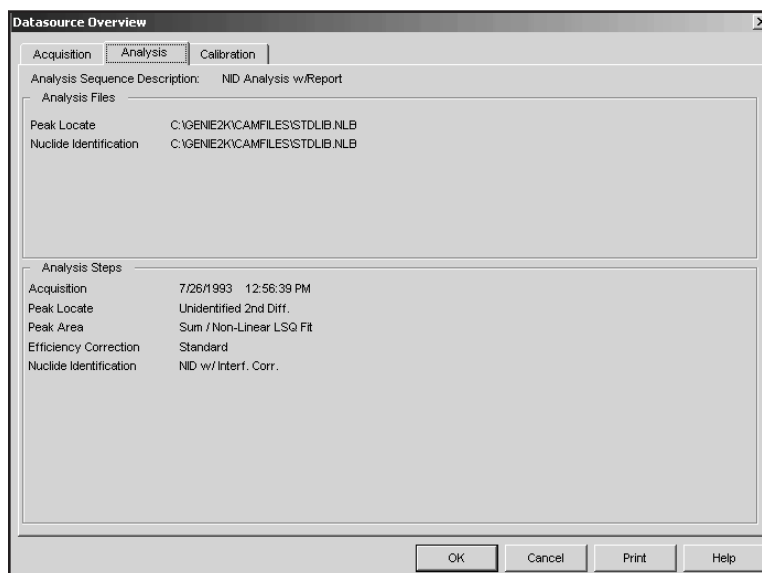 Datasource Overview
Acquisition Analysis Calibration
Analysis Sequence Description: NID Analysis w/Report
Analysis Files
Peak Locate C:\GENIE2K\CAMFILES\STDLIB.NLB
Nuclide Identification C:\GENIE2K\CAMFILES\STDLIB.NLB
Analysis Steps
Acquisition 7/26/1993 12:56:39 PM
Peak Locate Unidentified 2nd Diff.
Peak Area Sum / Non-Linear LSQ Fit
Efficiency Correction Standard
Nuclide Identification NID w/ Interf. Corr.
OK Cancel Print Help